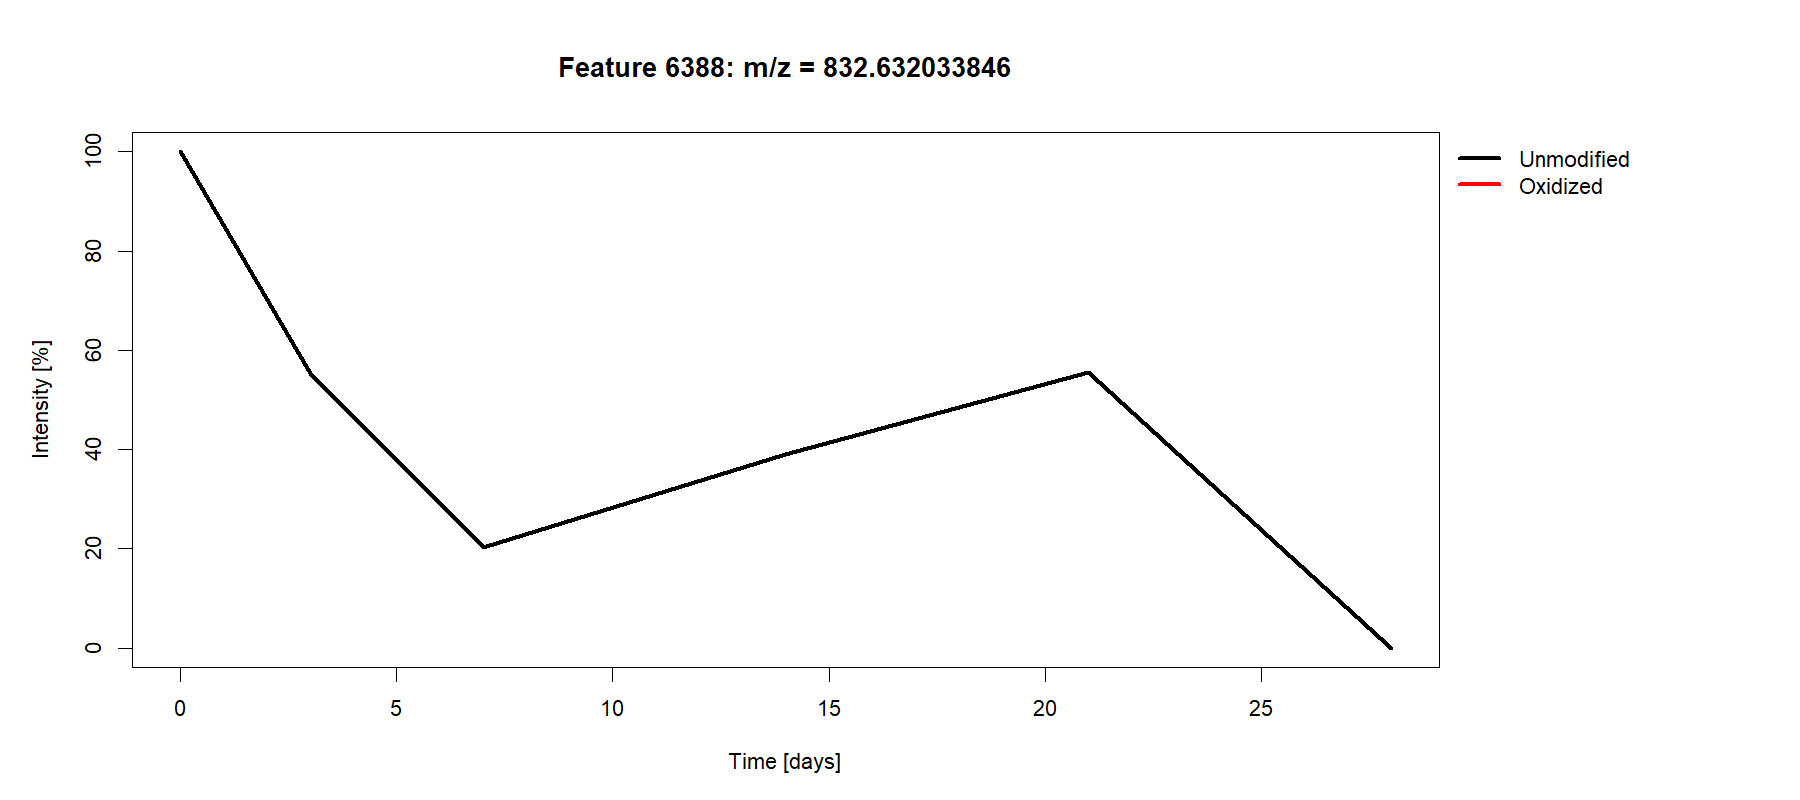 Feature 6388: m/z = 832.632033846
Unmodified
Oxidized
Intensity [%]
100
80
60
40
20
0
0 5 10 15 20 25
Time [days]